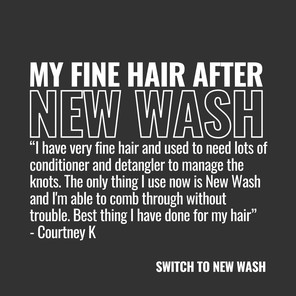 MY FINE HAIR AFTER
NEW WASH
“I have very fine hair and used to need lots of
conditioner and detangler to manage the
knots. The only thing I use now is New Wash
and I'm able to comb through without
trouble. Best thing I have done for my hair”
- Courtney K
SWITCH TO NEW WASH